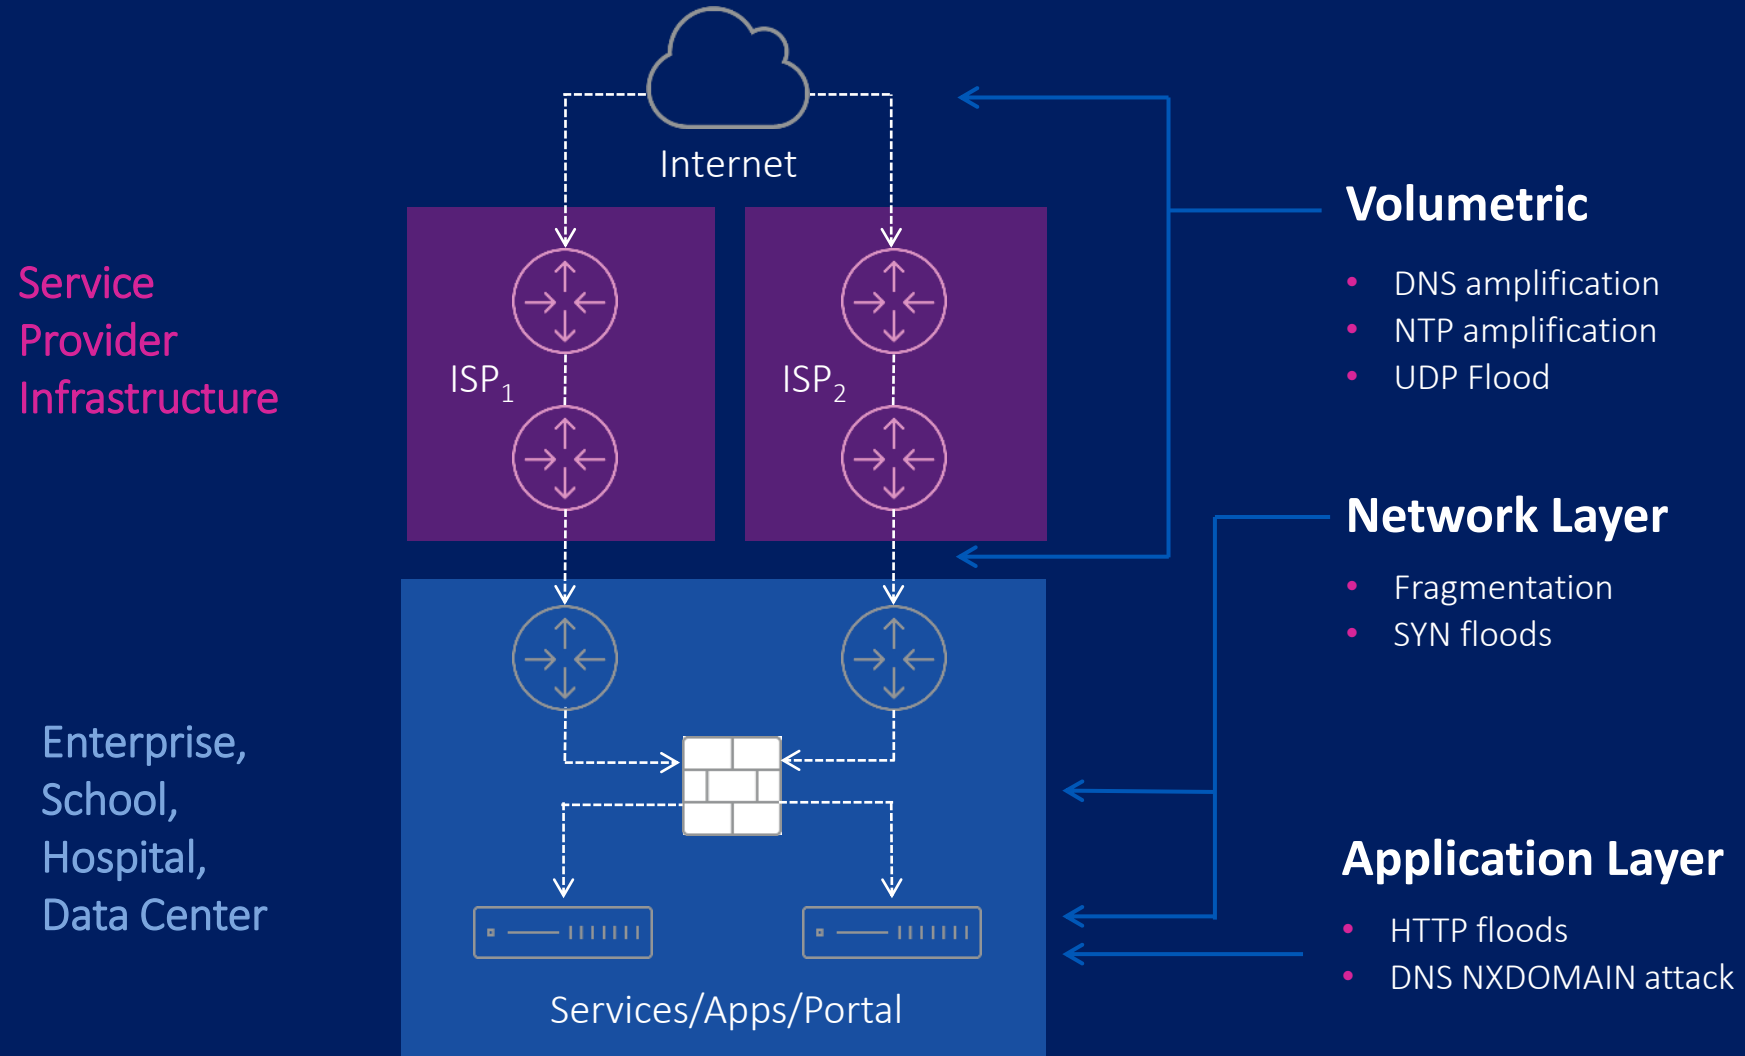 Internet
Service
Provider
Infrastructure
ISP1
ISP2
Enterprise,
School,
Hospital,
Data Center
Services/Apps/Portal
Volumetric
• DNS amplification
• NTP amplification
• UDP Flood
Network Layer
• Fragmentation
• SYN floods
Application Layer
• HTTP floods
• DNS NXDOMAIN attack